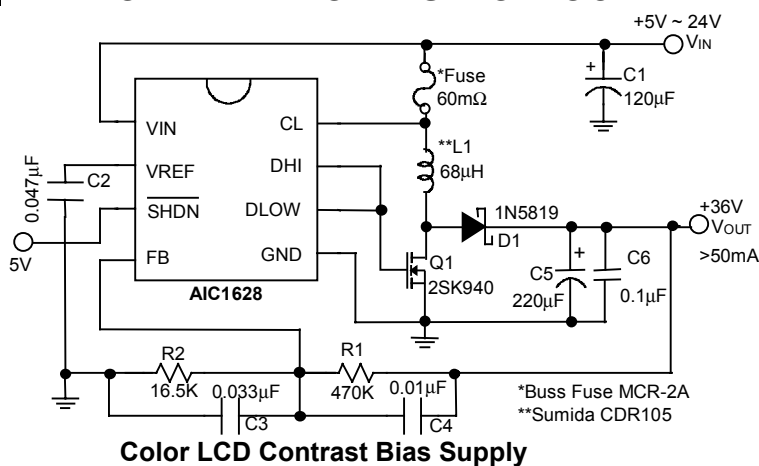 +5V ~ 24V
VIN
*Fuse
60mΩ
+
C1
120μF
VIN
CL
**L1
68μH
VREF
DHI
0.047μF
C2
SHDN
DLOW
1N5819
D1
+36V
VOUT
>50mA
5V
FB
GND
Q1
2SK940
+
C5
220μF
C6
0.1μF
AIC1628
R2
16.5K
R1
470K
0.033μF
C3
0.01μF
C4
*Buss Fuse MCR-2A
**Sumida CDR105
Color LCD Contrast Bias Supply